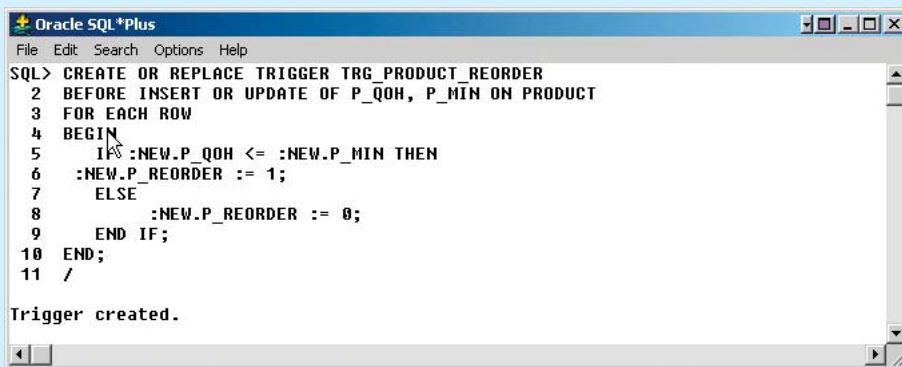 Oracle SQL*Plus
File Edit Search Options Help
SQL> CREATE OR REPLACE TRIGGER TRG_PRODUCT_REORDER
2 BEFORE INSERT OR UPDATE OF P_QOH, P_MIN ON PRODUCT
3 FOR EACH ROW
4 BEGIN
5 IF :NEW.P_QOH <= :NEW.P_MIN THEN
6 :NEW.P_REORDER := 1;
7 ELSE
8 :NEW.P_REORDER := 0;
9 END IF;
10 END;
11 /
Trigger created.